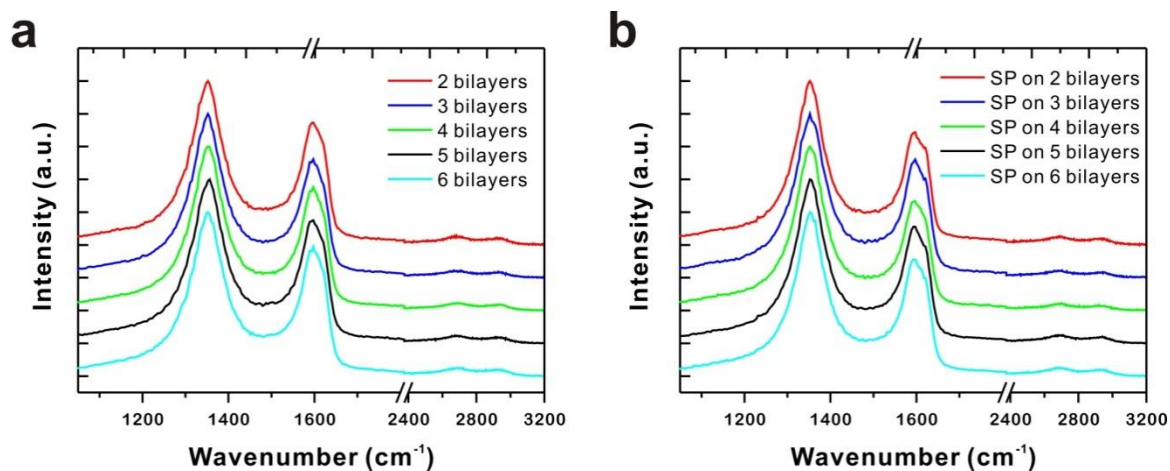 a
2 bilayers
3 bilayers
4 bilayers
5 bilayers
6 bilayers
Intensity (a.u.)
1200 1400 1600 2400 3200
Wavenumber (cm⁻¹)
b
SP on 2 bilayers
SP on 3 bilayers
SP on 4 bilayers
SP on 5 bilayers
SP on 6 bilayers
Intensity (a.u.)
1200 1400 1600 2400 3200
Wavenumber (cm⁻¹)